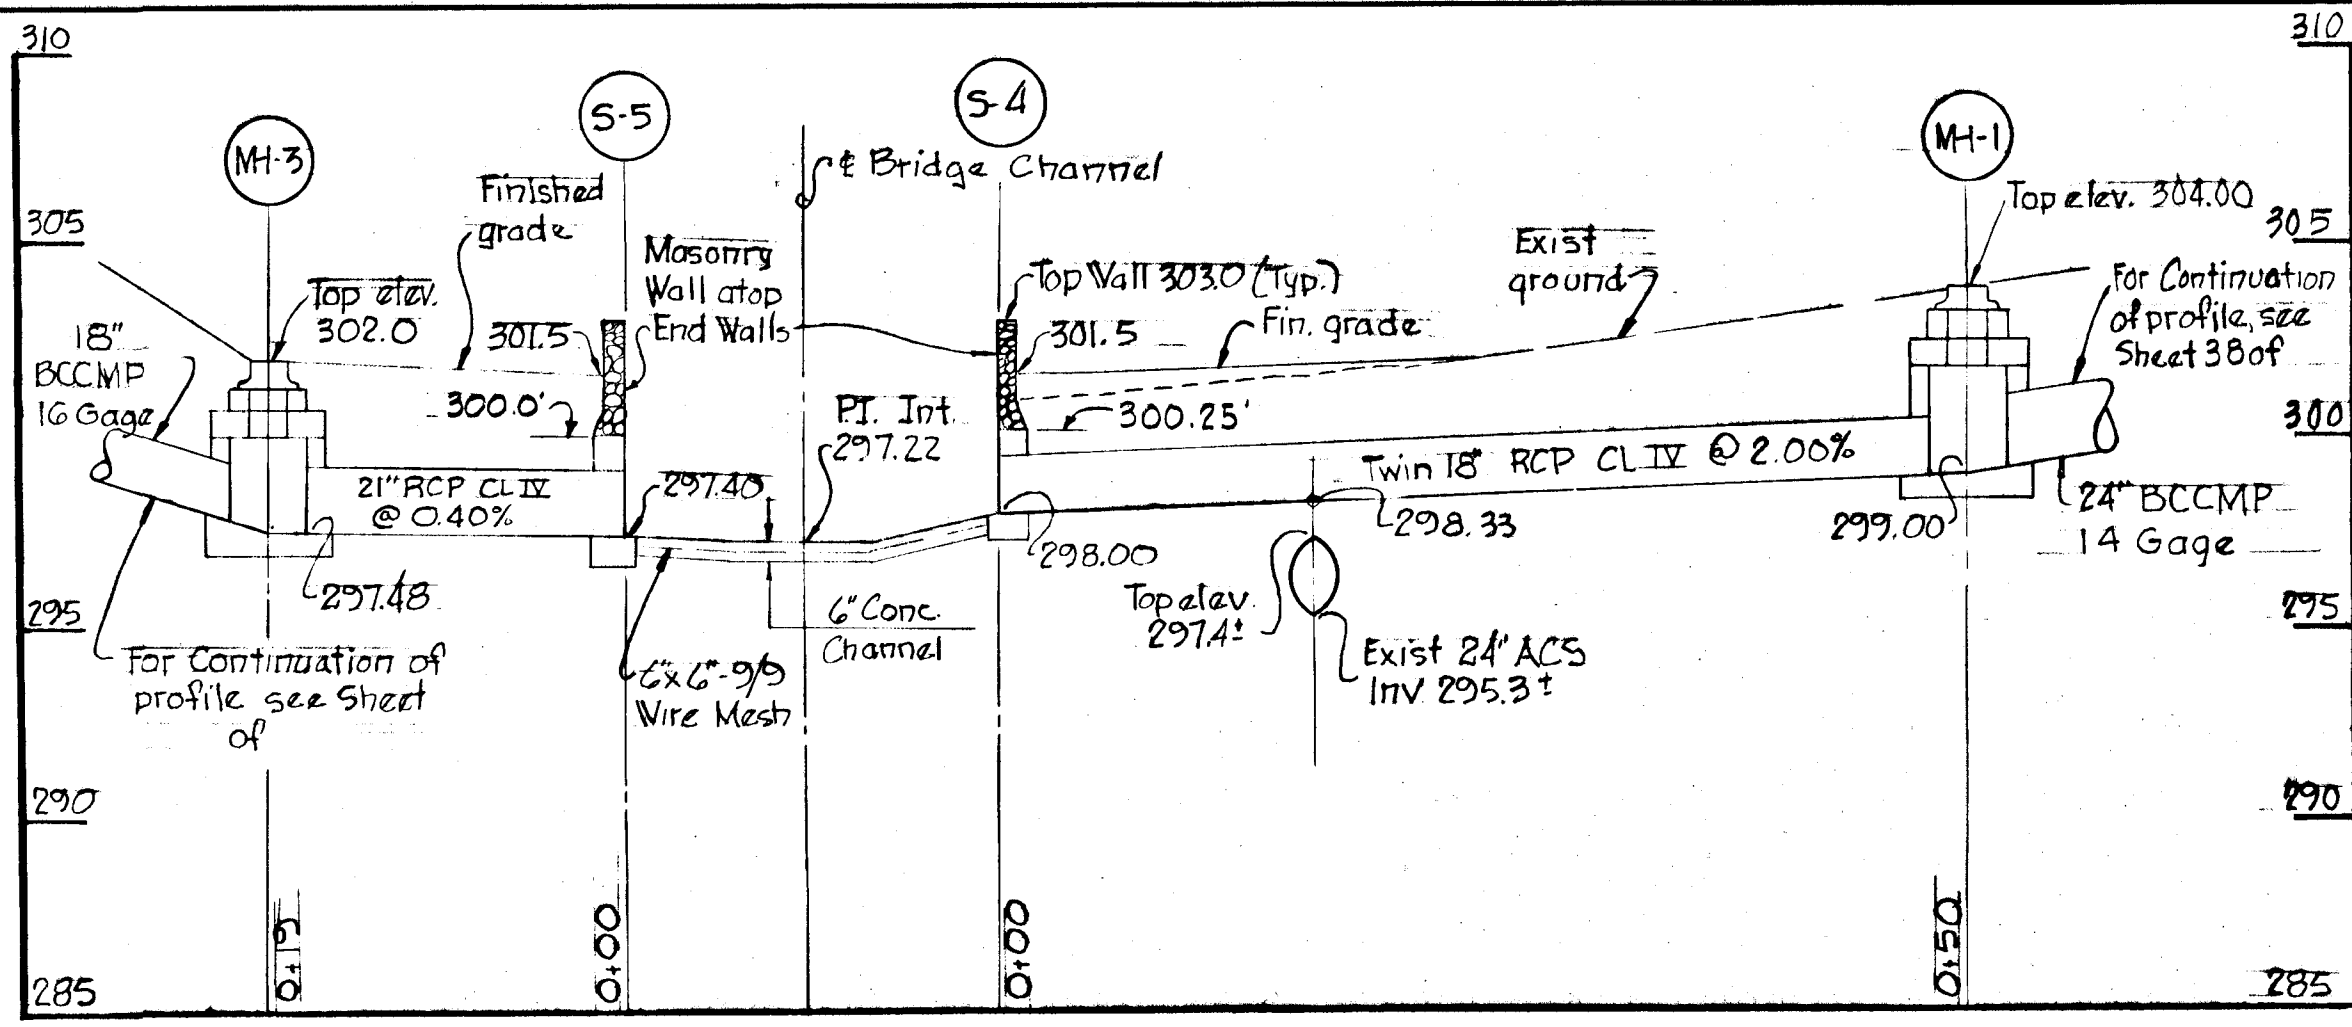 310
310
S-5
S-4
MH-3
MH-1
℄ Bridge Channel
Finished
grade
Top elev. 304.00
305
305
Masonry
Wall atop
End Walls
Exist
ground
Top Wall 303.0 (Typ.)
For Continuation
of profile, see
Sheet 38 of
Top elev.
302.0
301.5
301.5
Fin. grade
18"
BCCMP
16 Gage
300.0'
P.I. Int.
297.22
300.25'
300
Twin 18" RCP CL IV @ 2.00%
21" RCP CL IV
@ 0.40%
297.40
298.33
299.00
24" BCCMP
14 Gage
298.00
297.48
295
295
6" Conc.
Channel
Top elev.
297.4±
Exist 24" ACS
Inv 295.3±
For Continuation of
profile see Sheet
of
6"x6"-9/9
Wire Mesh
290
290
0+00
0+00
0+50
285
285